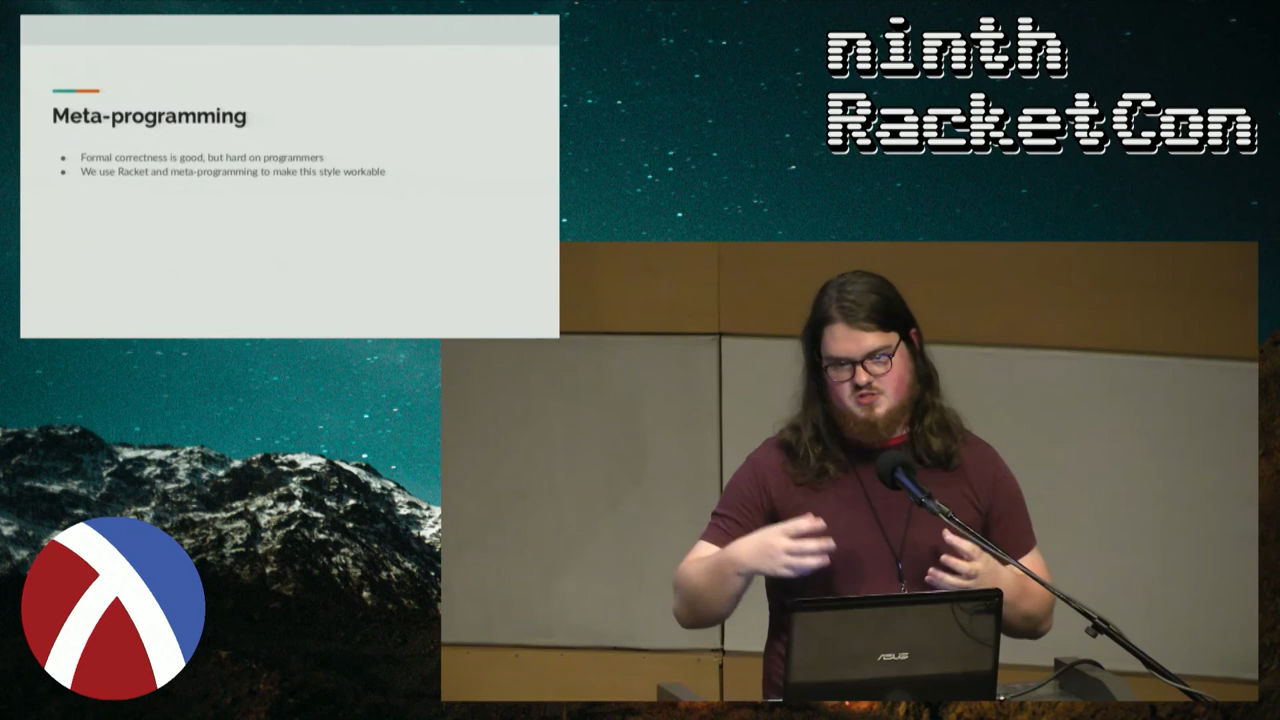 ninth
RacketCon
Meta-programming
● Formal correctness is good, but hard on programmers
● We use Racket and meta-programming to make this style workable
ASUS